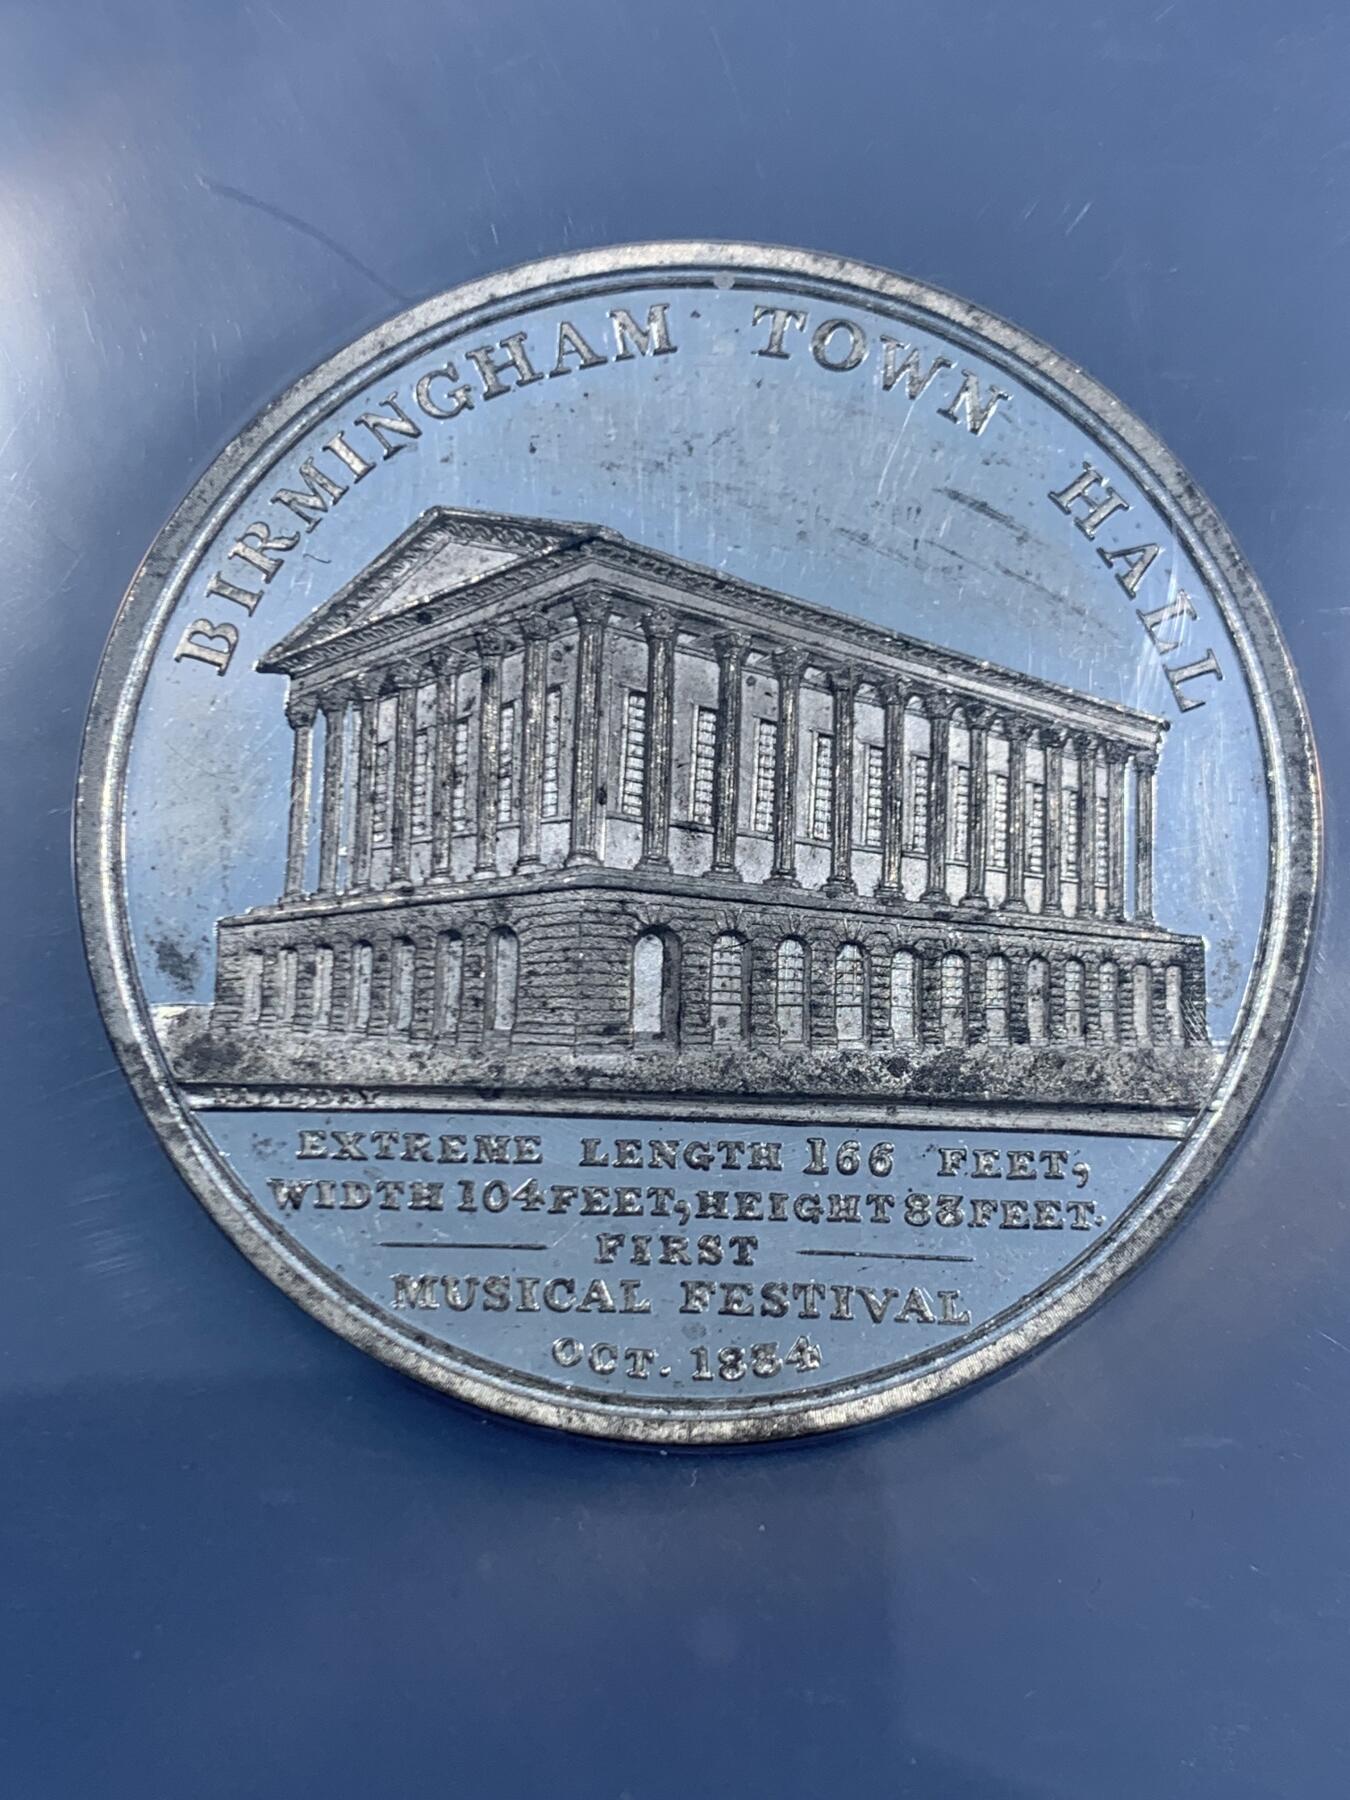 BIRMINGHAM TOWN HALL
HALLIDAY
EXTREME LENGTH 166 FEET,
WIDTH 104 FEET, HEIGHT 83 FEET.
FIRST
MUSICAL FESTIVAL
OCT. 1834